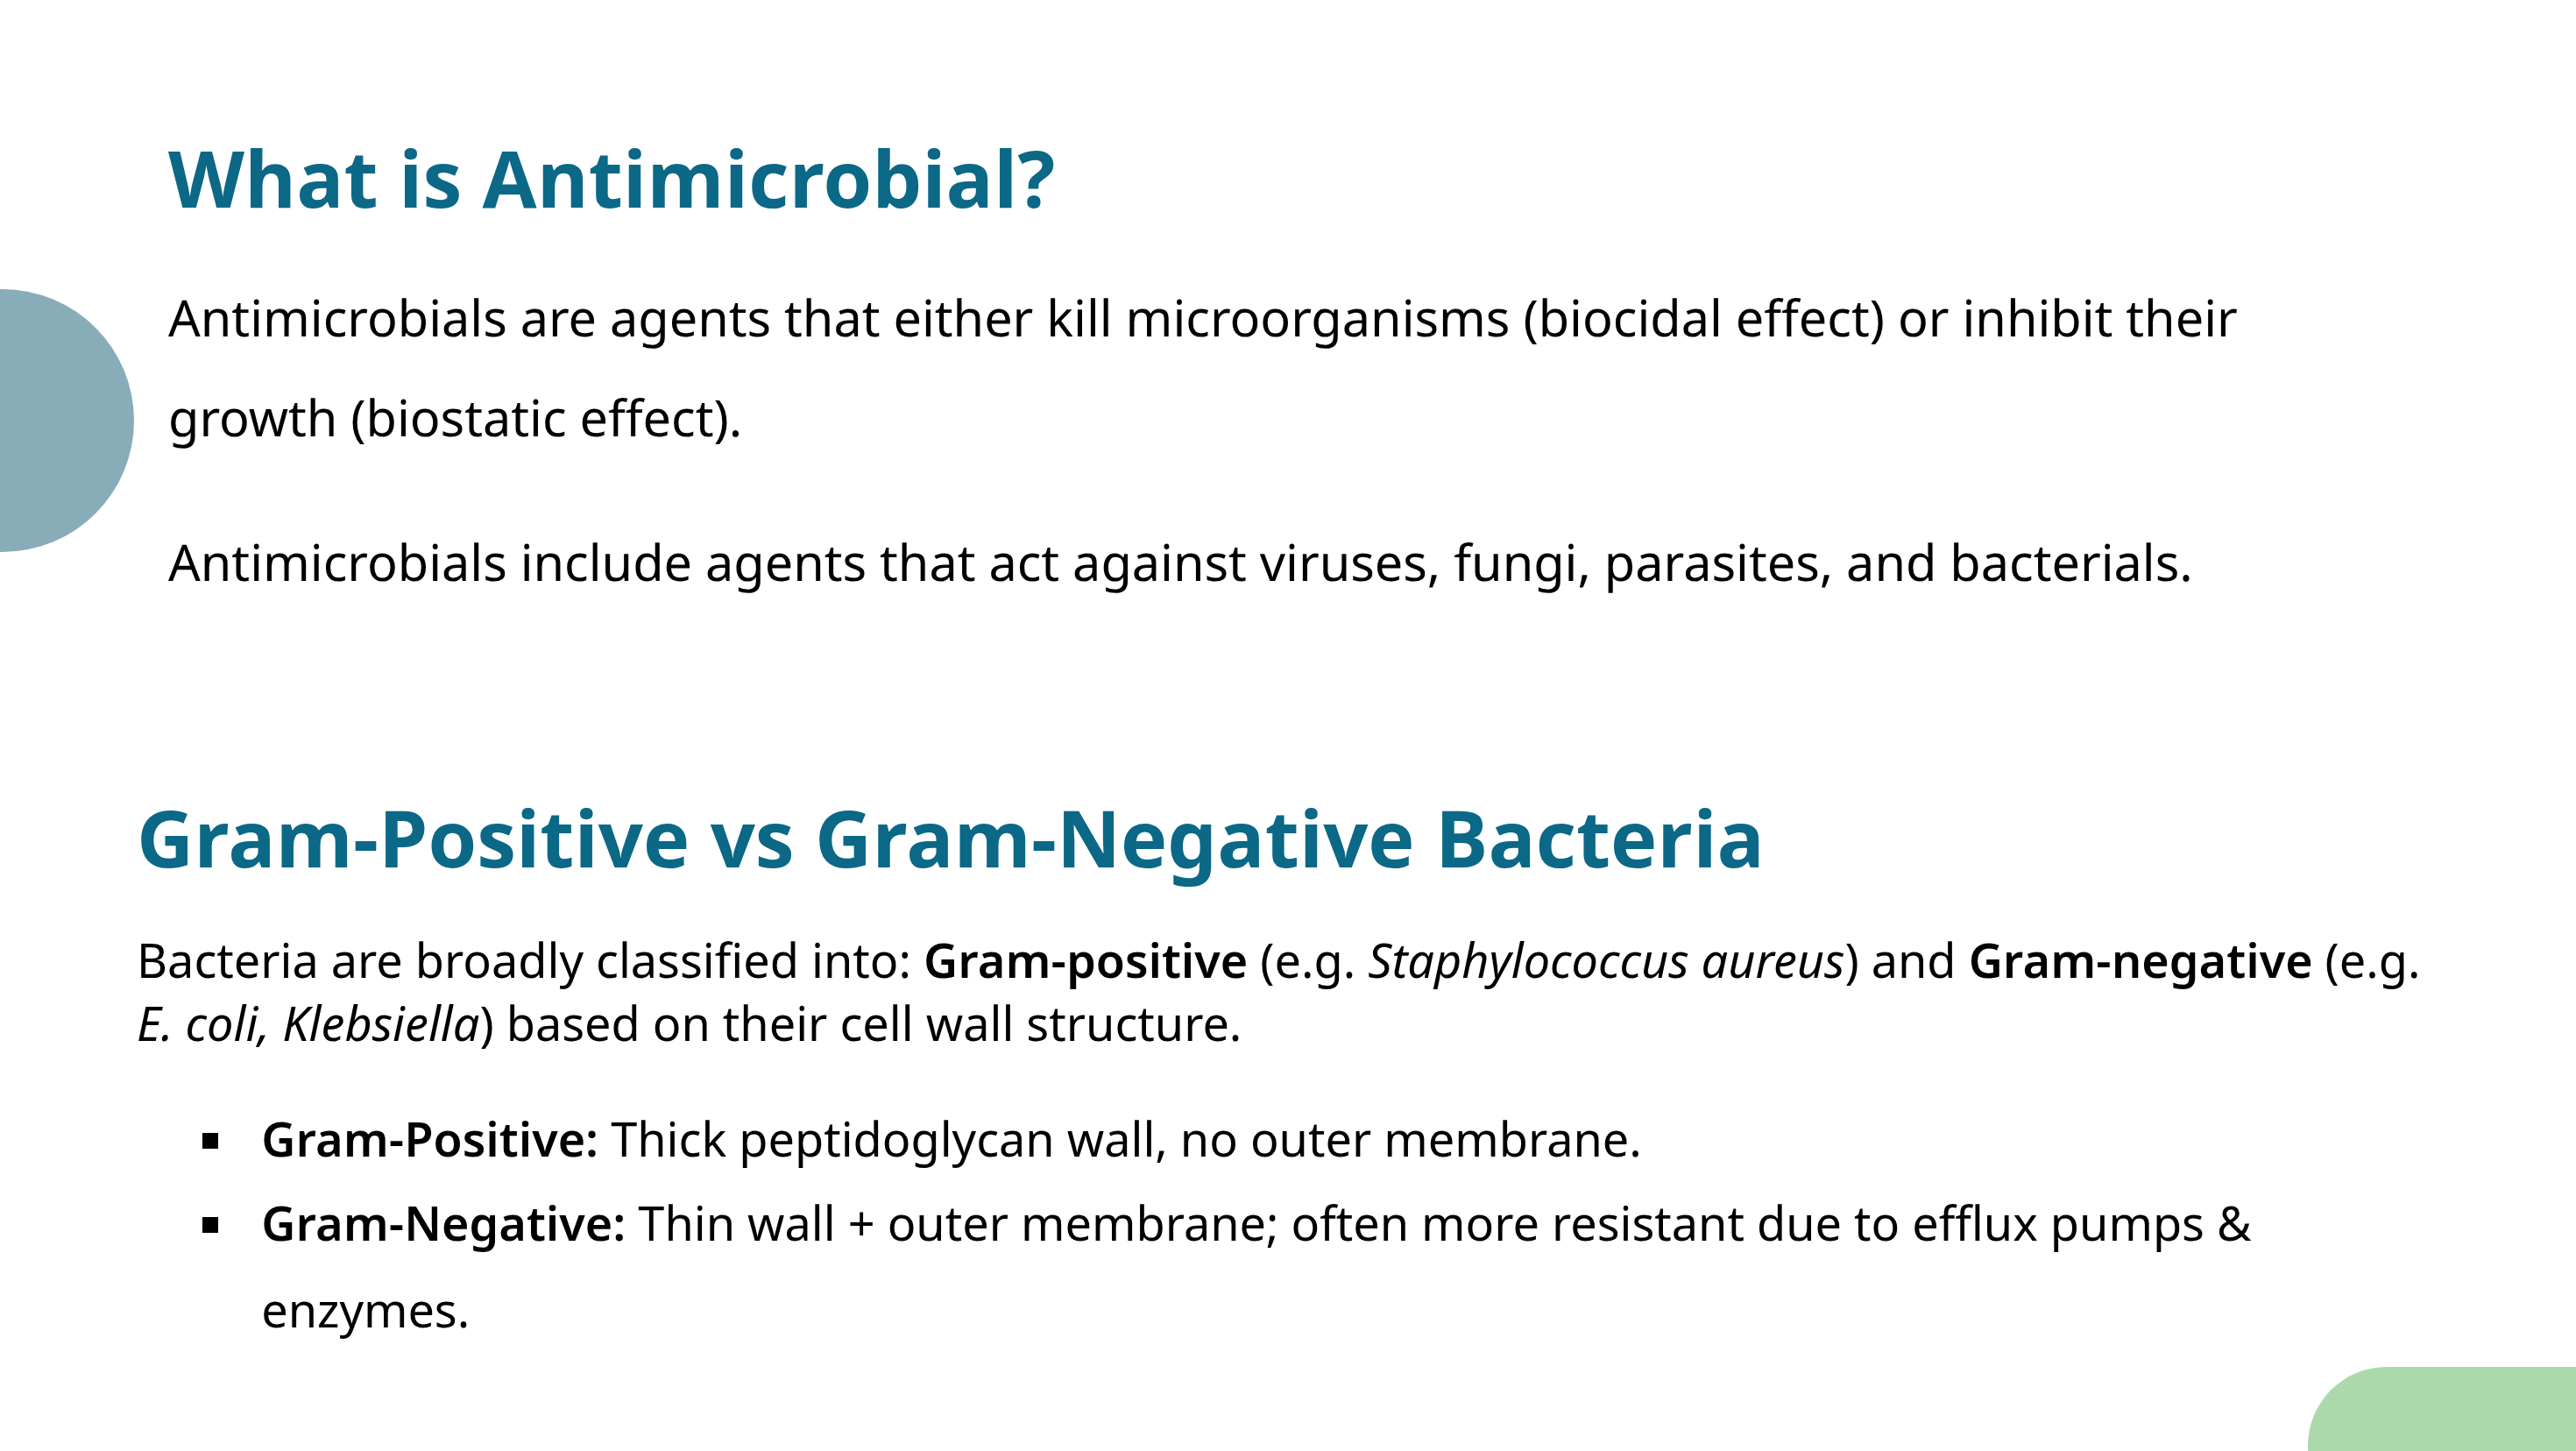 What is Antimicrobial?
Antimicrobials are agents that either kill microorganisms (biocidal effect) or inhibit their
growth (biostatic effect).
Antimicrobials include agents that act against viruses, fungi, parasites, and bacterials.
Gram-Positive vs Gram-Negative Bacteria
Bacteria are broadly classified into: Gram-positive (e.g. Staphylococcus aureus) and Gram-negative (e.g.
E. coli, Klebsiella) based on their cell wall structure.
▪ Gram-Positive: Thick peptidoglycan wall, no outer membrane.
▪ Gram-Negative: Thin wall + outer membrane; often more resistant due to efflux pumps &
enzymes.